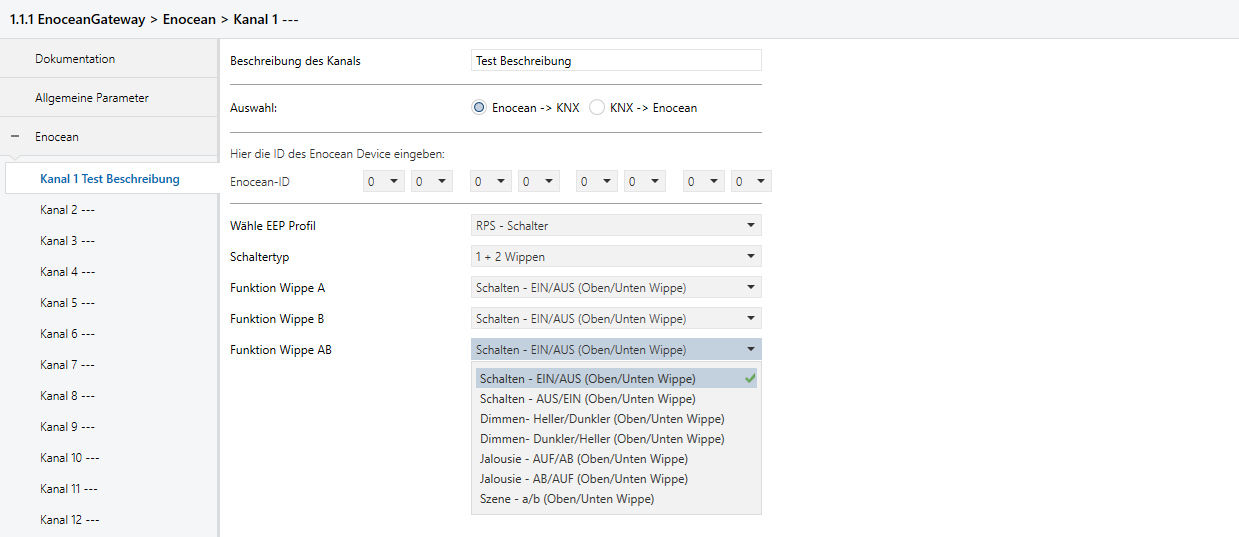 1.1.1 EnoceanGateway > Enocean > Kanal 1 ---
Dokumentation
Allgemeine Parameter
Enocean
Kanal 1 Test Beschreibung
Kanal 2 ---
Kanal 3 ---
Kanal 4 ---
Kanal 5 ---
Kanal 6 ---
Kanal 7 ---
Kanal 8 ---
Kanal 9 ---
Kanal 10 ---
Kanal 11 ---
Kanal 12 ---
Beschreibung des Kanals Test Beschreibung
Auswahl: Enocean -> KNX KNX -> Enocean
Hier die ID des Enocean Device eingeben:
Enocean-ID 0 0 0 0 0 0 0 0
Wähle EEP Profil RPS - Schalter
Schaltertyp 1 + 2 Wippen
Funktion Wippe A Schalten - EIN/AUS (Oben/Unten Wippe)
Funktion Wippe B Schalten - EIN/AUS (Oben/Unten Wippe)
Funktion Wippe AB Schalten - EIN/AUS (Oben/Unten Wippe)
Schalten - EIN/AUS (Oben/Unten Wippe)
Schalten - AUS/EIN (Oben/Unten Wippe)
Dimmen- Heller/Dunkler (Oben/Unten Wippe)
Dimmen- Dunkler/Heller (Oben/Unten Wippe)
Jalousie - AUF/AB (Oben/Unten Wippe)
Jalousie - AB/AUF (Oben/Unten Wippe)
Szene - a/b (Oben/Unten Wippe)